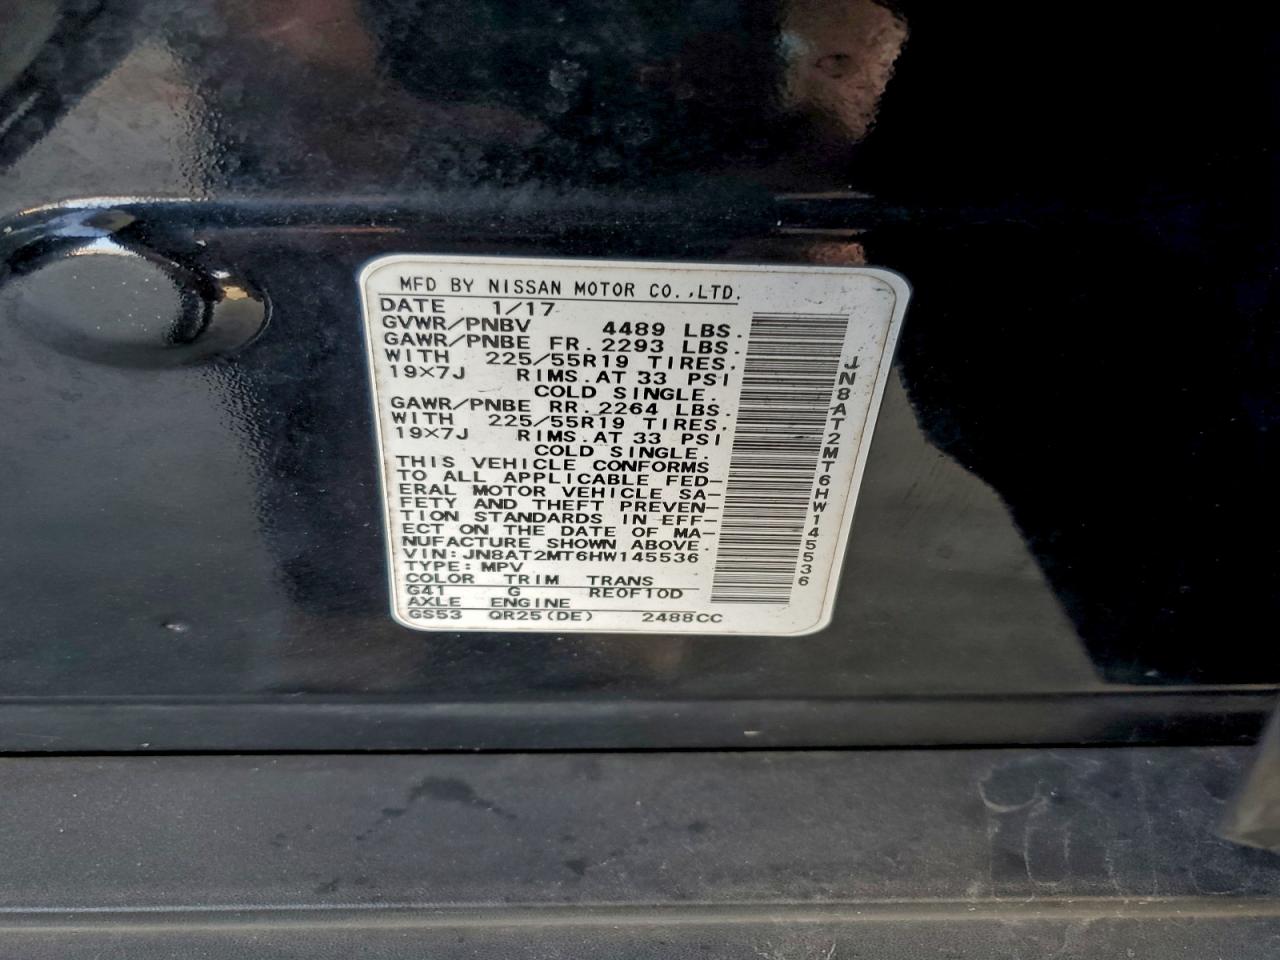 MFD BY NISSAN MOTOR CO.,LTD.
DATE 1/17
GVWR/PNBV 4489 LBS.
GAWR/PNBE FR. 2293 LBS.
WITH 225/55R19 TIRES.
19×7J RIMS.AT 33 PSI
COLD SINGLE.
GAWR/PNBE RR. 2264 LBS.
WITH 225/55R19 TIRES.
19×7J RIMS.AT 33 PSI
COLD SINGLE.
THIS VEHICLE CONFORMS
TO ALL APPLICABLE FED-
ERAL MOTOR VEHICLE SA-
FETY AND THEFT PREVEN-
TION STANDARDS IN EFF-
ECT ON THE DATE OF MA-
NUFACTURE SHOWN ABOVE.
VIN:JN8AT2MT6HW145536
TYPE:MPV
COLOR TRIM TRANS
G41 G RE0F10D
AXLE ENGINE
GS53 QR25(DE) 2488CC
JN8AT2MT6HW145536